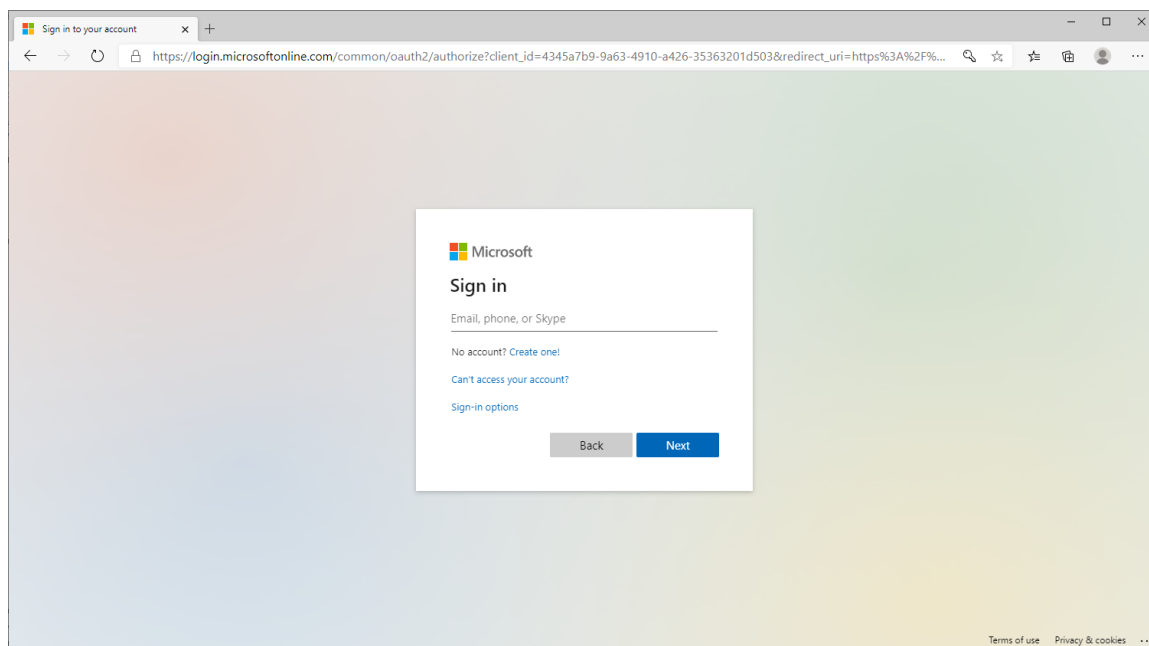 Sign in to your account
https://login.microsoftonline.com/common/oauth2/authorize?client_id=4345a7b9-9a63-4910-a426-35363201d503&redirect_uri=https%3A%2F%...
Microsoft
Sign in
Email, phone, or Skype
No account? Create one!
Can't access your account?
Sign-in options
Back Next
Terms of use Privacy & cookies